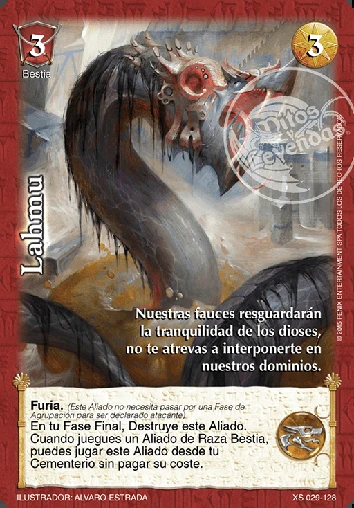 3
3
Bestia
Mitos
y
Leyendas
Lahmu
Nuestras fauces resguardarán
la tranquilidad de los dioses,
no te atrevas a interponerte en
nuestros dominios.
Furia. (Este Aliado no necesita pasar por una Fase de
Agrupación para ser declarado atacante).
En tu Fase Final, Destruye este Aliado.
Cuando juegues un Aliado de Raza Bestia,
puedes jugar este Aliado desde tu
Cementerio sin pagar su coste.
ILUSTRADOR: ALVARO ESTRADA
XS 029-128